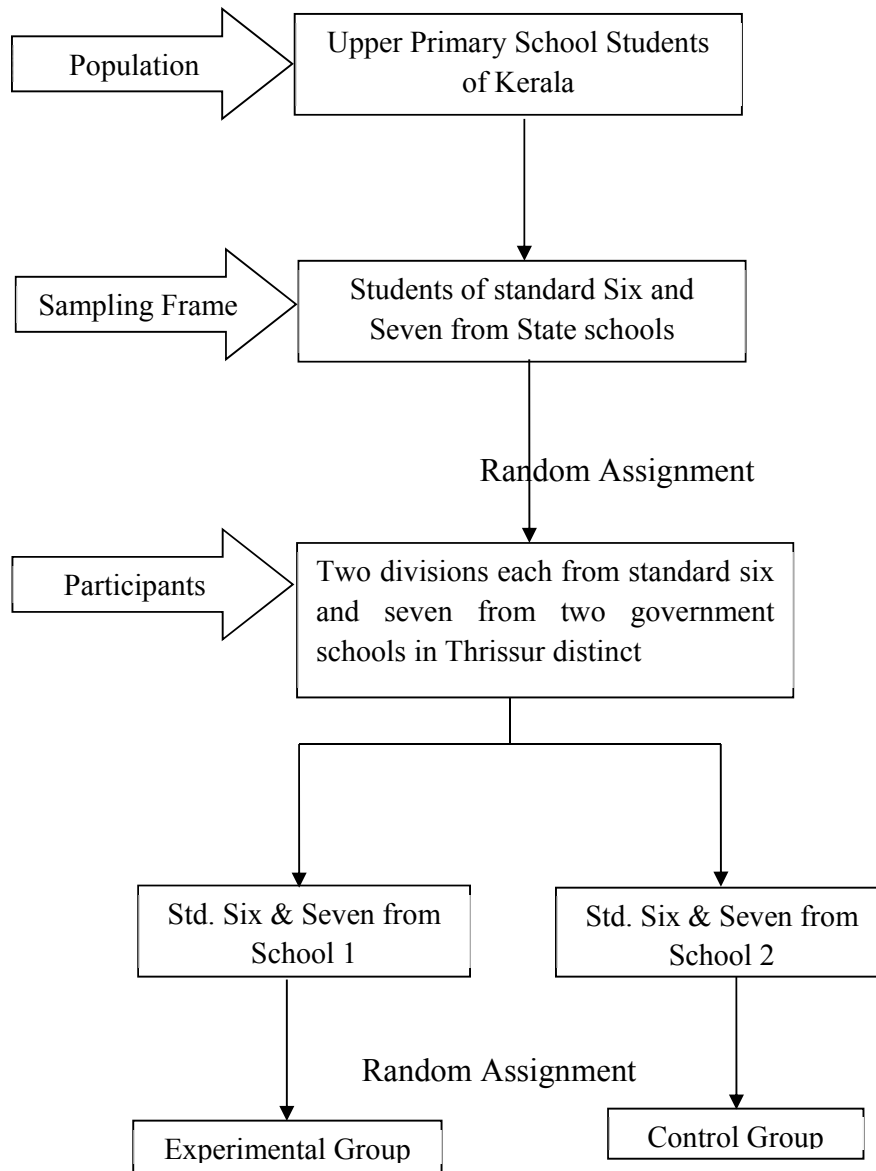 Population
Upper Primary School Students
of Kerala
Sampling Frame
Students of standard Six and
Seven from State schools
Random Assignment
Participants
Two divisions each from standard six
and seven from two government
schools in Thrissur distinct
Std. Six & Seven from
School 1
Std. Six & Seven from
School 2
Random Assignment
Experimental Group
Control Group